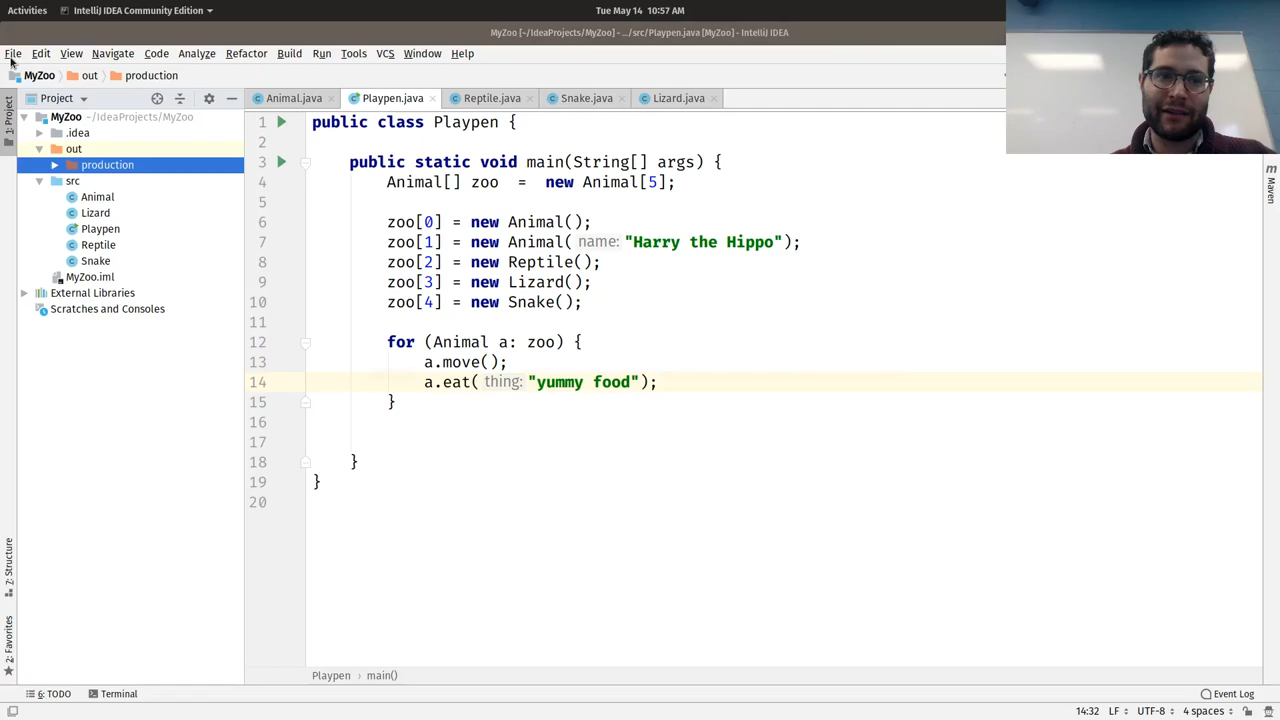 Activities IntelliJ IDEA Community Edition Tue May 14 10:57 AM
MyZoo [~/IdeaProjects/MyZoo] - .../src/Playpen.java [MyZoo] - IntelliJ IDEA
File Edit View Navigate Code Analyze Refactor Build Run Tools VCS Window Help
MyZoo out production
1: Project
Project
Animal.java Playpen.java Reptile.java Snake.java Lizard.java
MyZoo ~/IdeaProjects/MyZoo
.idea
out
production
src
Animal
Lizard
Playpen
Reptile
Snake
MyZoo.iml
External Libraries
Scratches and Consoles
1 public class Playpen {
2
3 public static void main(String[] args) {
4 Animal[] zoo = new Animal[5];
5
6 zoo[0] = new Animal();
7 zoo[1] = new Animal( name: "Harry the Hippo");
8 zoo[2] = new Reptile();
9 zoo[3] = new Lizard();
10 zoo[4] = new Snake();
11
12 for (Animal a: zoo) {
13 a.move();
14 a.eat( thing: "yummy food");
15 }
16
17
18 }
19 }
20
Maven
7: Structure
2: Favorites
Playpen › main()
6: TODO Terminal Event Log
14:32 LF UTF-8 4 spaces